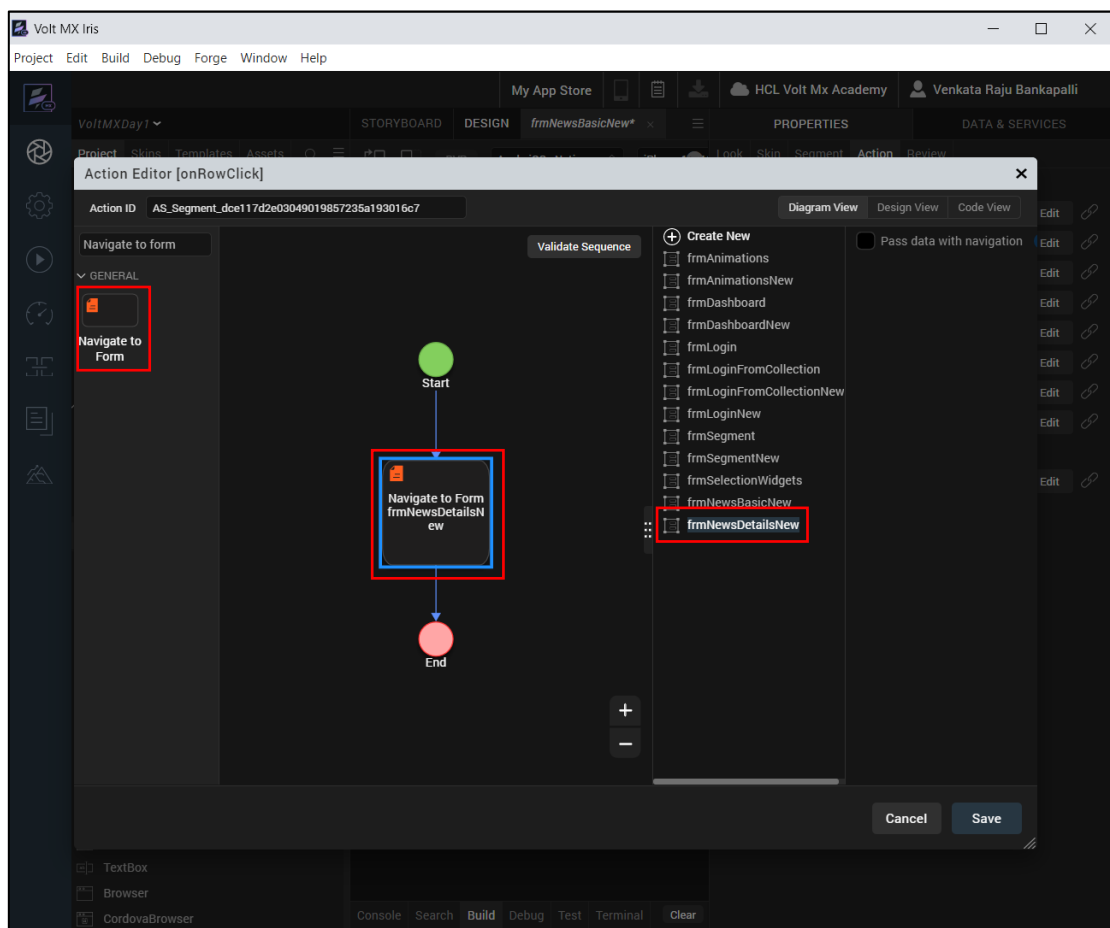 Volt MX Iris
Project Edit Build Debug Forge Window Help
My App Store
HCL Volt Mx Academy
Venkata Raju Bankapalli
VoltMXDay1
STORYBOARD
DESIGN
frmNewsBasicNew*
PROPERTIES
DATA & SERVICES
Project Skins Templates Assets
Look Skin Segment Action Review
Action Editor [onRowClick]
Action ID
AS_Segment_dce117d2e03049019857235a193016c7
Diagram View
Design View
Code View
Navigate to form
GENERAL
Navigate to
Form
Validate Sequence
Start
Navigate to Form
frmNewsDetailsN
ew
End
+
−
Create New
frmAnimations
frmAnimationsNew
frmDashboard
frmDashboardNew
frmLogin
frmLoginFromCollection
frmLoginFromCollectionNew
frmLoginNew
frmSegment
frmSegmentNew
frmSelectionWidgets
frmNewsBasicNew
frmNewsDetailsNew
Pass data with navigation
Edit
Edit
Edit
Edit
Edit
Edit
Edit
Edit
Edit
Cancel
Save
TextBox
Browser
CordovaBrowser
Console Search Build Debug Test Terminal
Clear